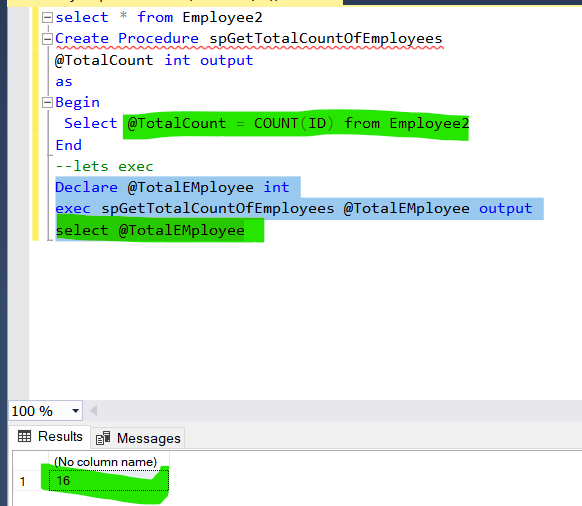 select * from Employee2
Create Procedure spGetTotalCountOfEmployees
@TotalCount int output
as
Begin
Select @TotalCount = COUNT(ID) from Employee2
End
--lets exec
Declare @TotalEMployee int
exec spGetTotalCountOfEmployees @TotalEMployee output
select @TotalEMployee
100 %
Results Messages
(No column name)
1 16